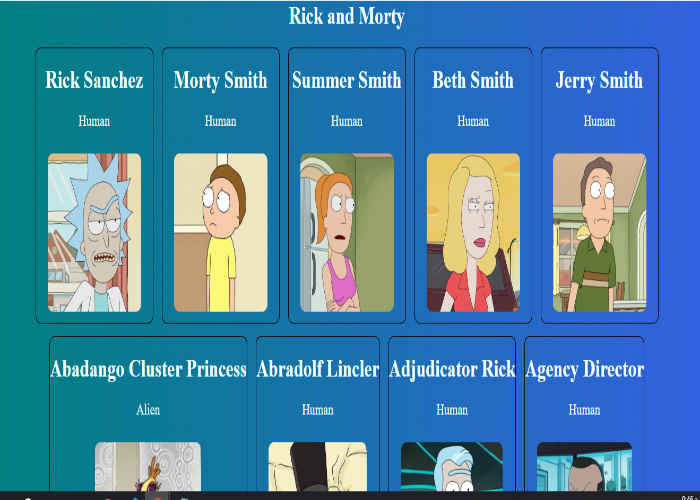 Rick and Morty
Rick Sanchez
Human
Morty Smith
Human
Summer Smith
Human
Beth Smith
Human
Jerry Smith
Human
Abadango Cluster Princess
Alien
Abradolf Lincler
Human
Adjudicator Rick
Human
Agency Director
Human